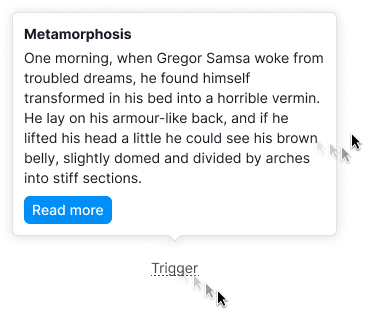 Metamorphosis
One morning, when Gregor Samsa woke from
troubled dreams, he found himself
transformed in his bed into a horrible vermin.
He lay on his armour-like back, and if he
lifted his head a little he could see his brown
belly, slightly domed and divided by arches
into stiff sections.
Read more
Trigger